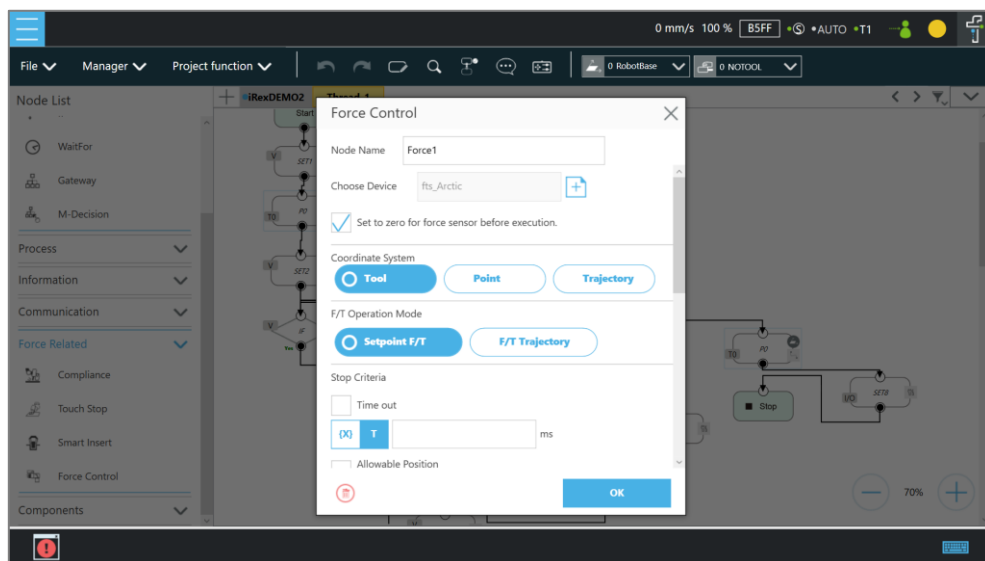 0 mm/s 100 % B5FF •Ⓢ •AUTO •T1
File Manager Project function 0 RobotBase 0 NOTOOL
Node List
WaitFor
Gateway
M-Decision
Process
Information
Communication
Force Related
Compliance
Touch Stop
Smart Insert
Force Control
Components
iRexDEMO2 Thread_1
Start
V SET1
T0 P0
V SET2
V IF
Yes
Force Control
Node Name Force1
Choose Device fts_Arctic
Set to zero for force sensor before execution.
Coordinate System
Tool Point Trajectory
F/T Operation Mode
Setpoint F/T F/T Trajectory
Stop Criteria
Time out
{X} T ms
Allowable Position
OK
T0 P0
Stop
I/O SET8
70%